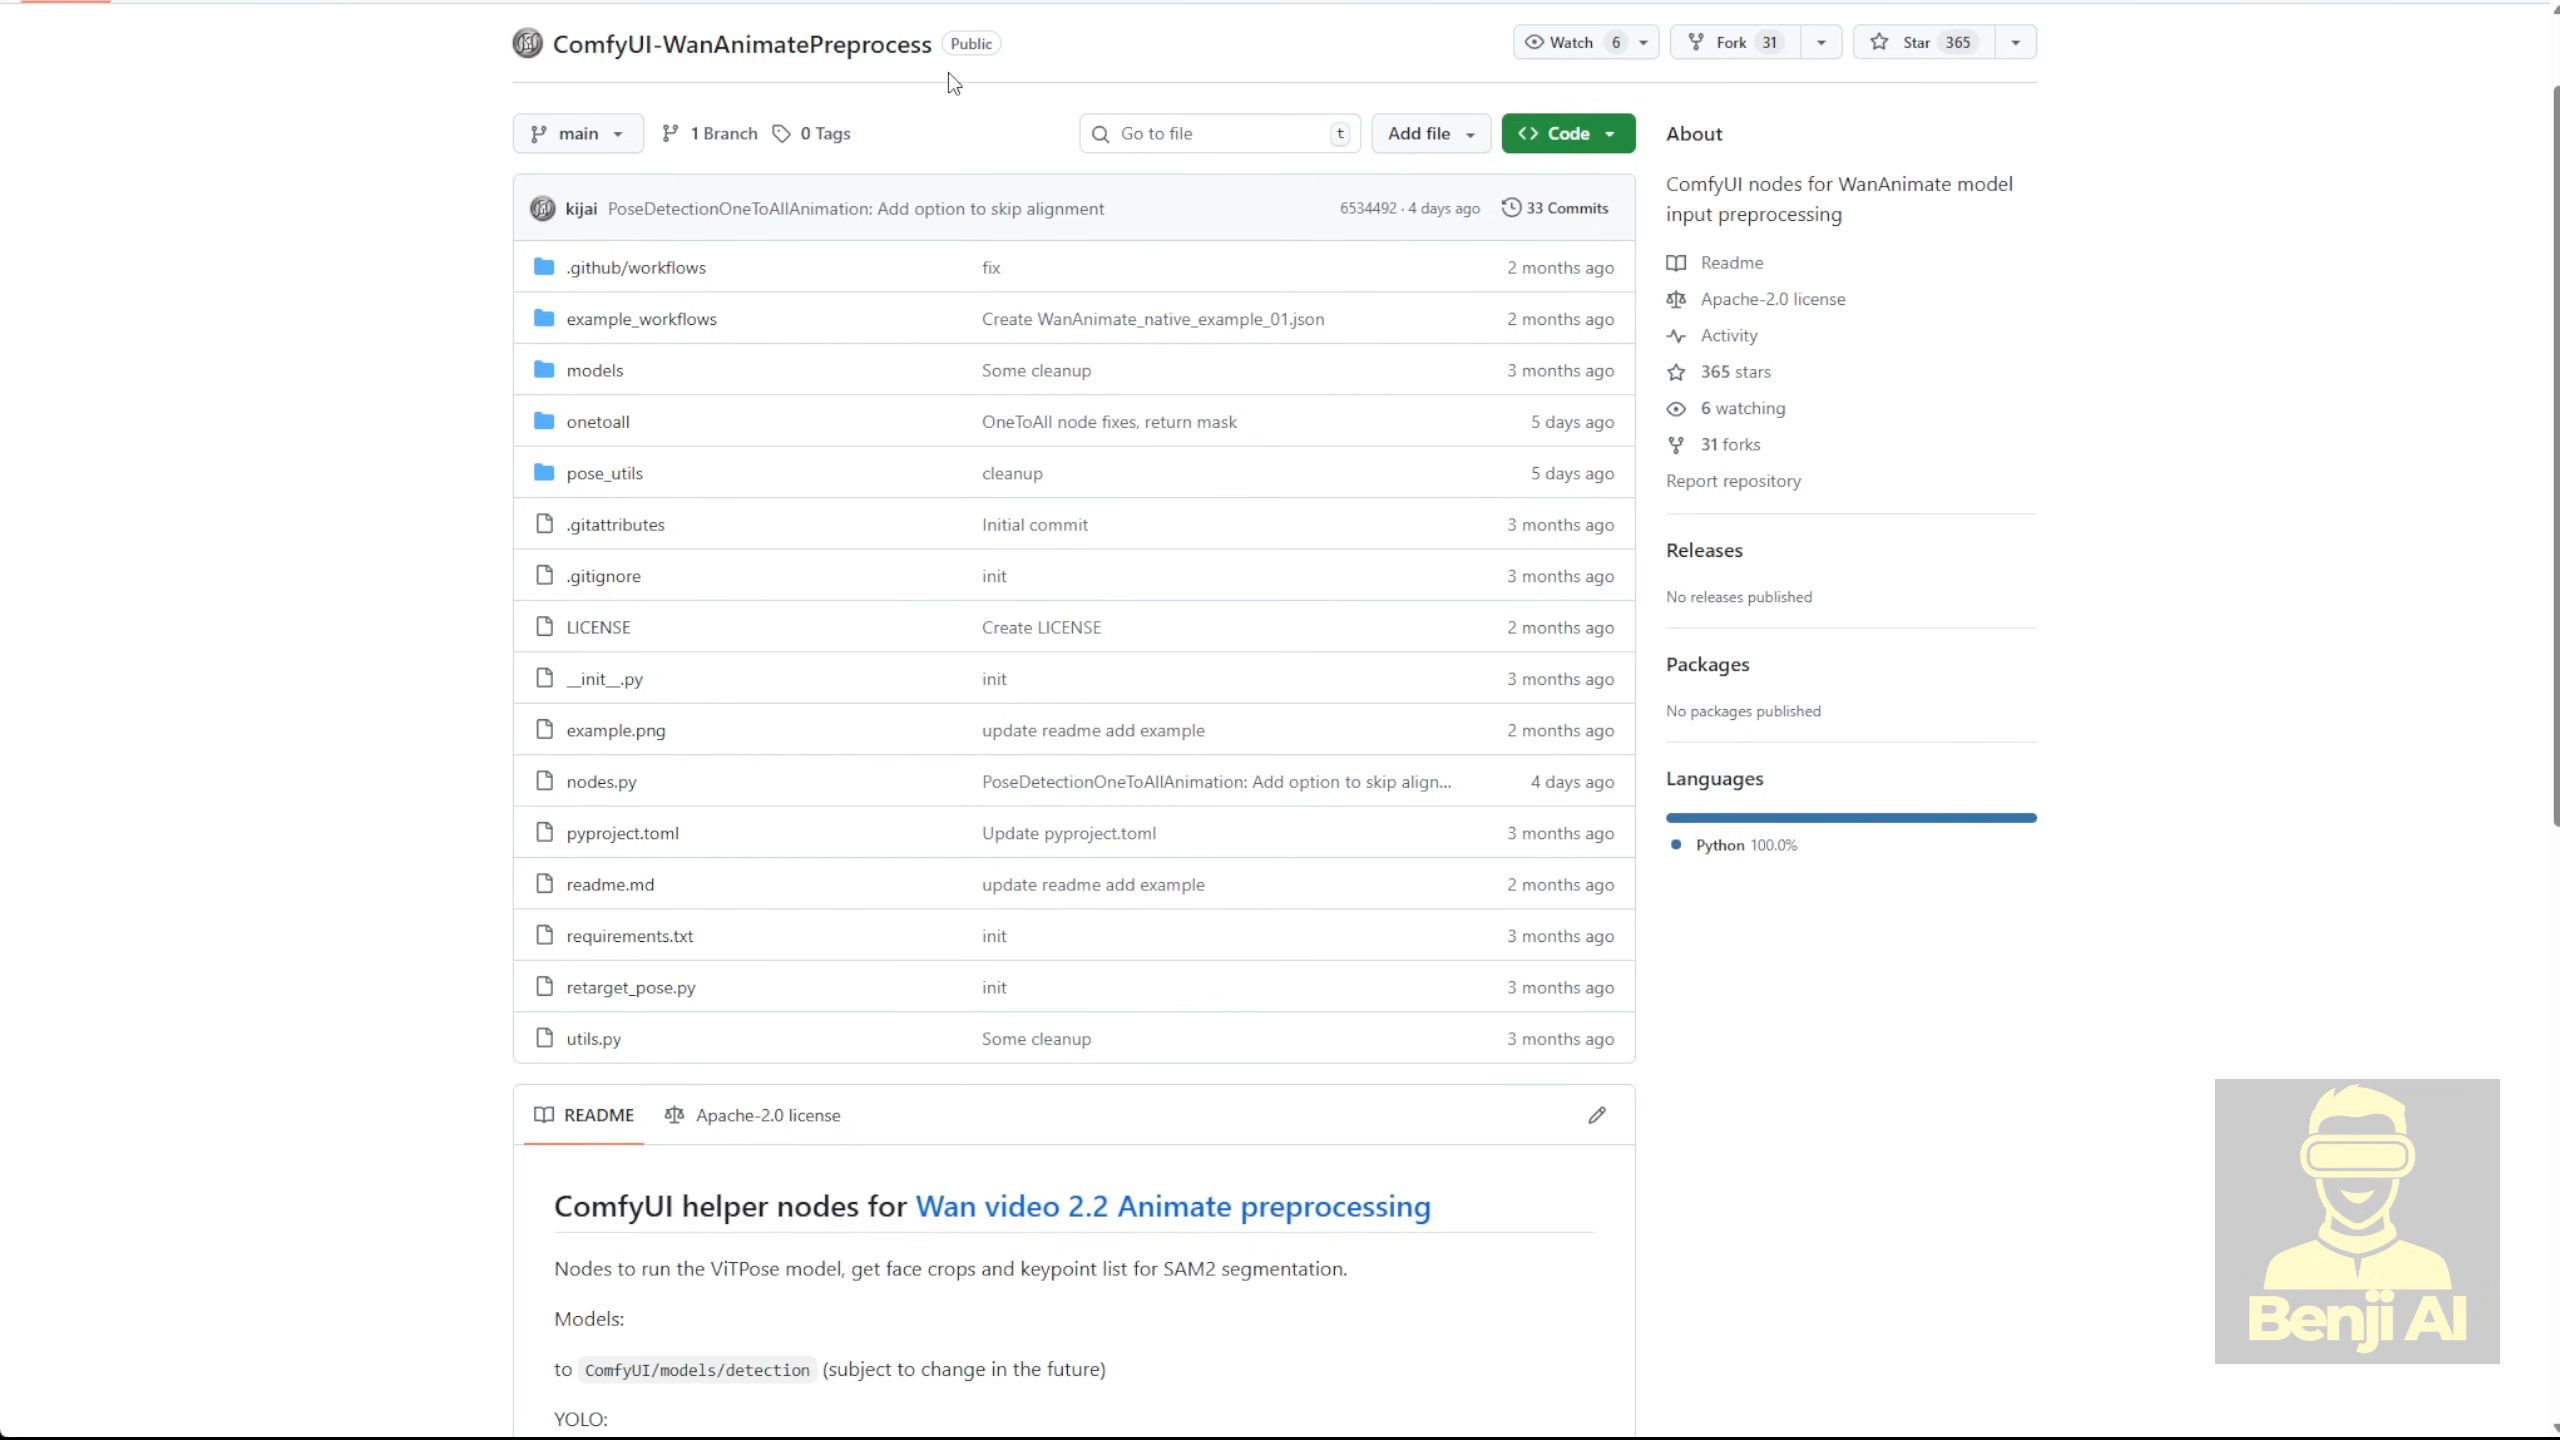 ComfyUI-WanAnimatePreprocess Public Watch 6 Fork 31 Star 365
main 1 Branch 0 Tags Go to file t Add file Code
kijai PoseDetectionOneToAllAnimation: Add option to skip alignment 6534492 · 4 days ago 33 Commits
.github/workflows fix 2 months ago
example_workflows Create WanAnimate_native_example_01.json 2 months ago
models Some cleanup 3 months ago
onetoall OneToAll node fixes, return mask 5 days ago
pose_utils cleanup 5 days ago
.gitattributes Initial commit 3 months ago
.gitignore init 3 months ago
LICENSE Create LICENSE 2 months ago
__init__.py init 3 months ago
example.png update readme add example 2 months ago
nodes.py PoseDetectionOneToAllAnimation: Add option to skip align... 4 days ago
pyproject.toml Update pyproject.toml 3 months ago
readme.md update readme add example 2 months ago
requirements.txt init 3 months ago
retarget_pose.py init 3 months ago
utils.py Some cleanup 3 months ago
README Apache-2.0 license
ComfyUI helper nodes for Wan video 2.2 Animate preprocessing
Nodes to run the ViTPose model, get face crops and keypoint list for SAM2 segmentation.
Models:
to ComfyUI/models/detection (subject to change in the future)
YOLO:
About
ComfyUI nodes for WanAnimate model
input preprocessing
Readme
Apache-2.0 license
Activity
365 stars
6 watching
31 forks
Report repository
Releases
No releases published
Packages
No packages published
Languages
Python 100.0%
Benji AI